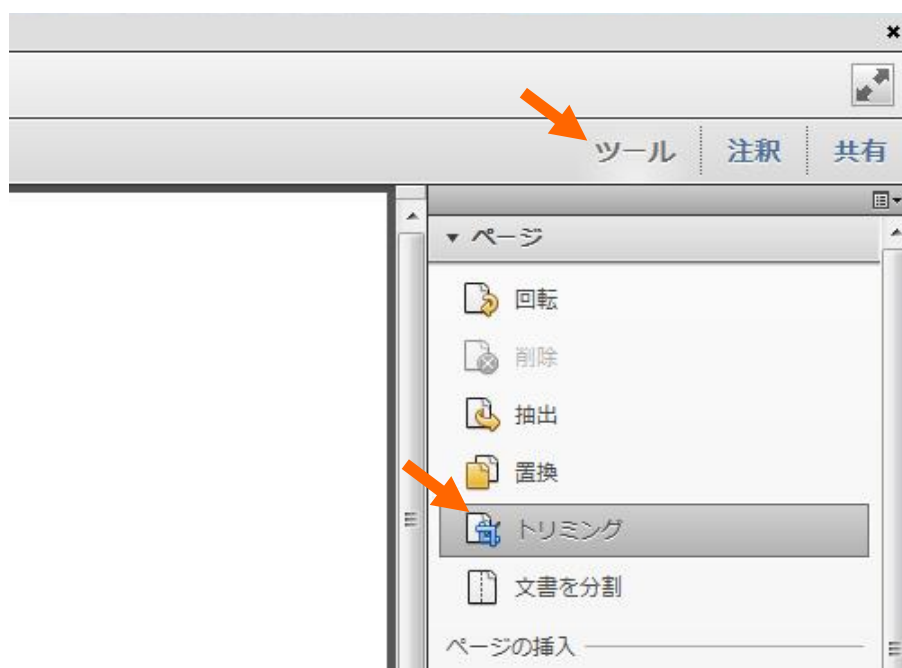 ツール 注釈 共有
ページ
回転
削除
抽出
置換
トリミング
文書を分割
ページの挿入